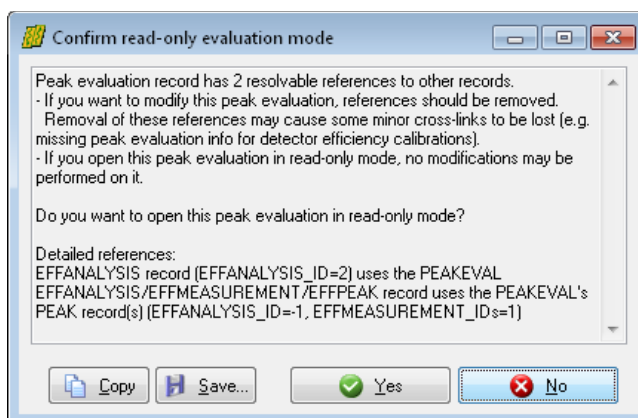 Confirm read-only evaluation mode
Peak evaluation record has 2 resolvable references to other records.
- If you want to modify this peak evaluation, references should be removed.
Removal of these references may cause some minor cross-links to be lost (e.g.
missing peak evaluation info for detector efficiency calibrations).
- If you open this peak evaluation in read-only mode, no modifications may be
performed on it.
Do you want to open this peak evaluation in read-only mode?
Detailed references:
EFFANALYSIS record (EFFANALYSIS_ID=2) uses the PEAKEVAL
EFFANALYSIS/EFFMEASUREMENT/EFFPEAK record uses the PEAKEVAL's
PEAK record(s) (EFFANALYSIS_ID=-1, EFFMEASUREMENT_IDs=1)
Copy Save... Yes No